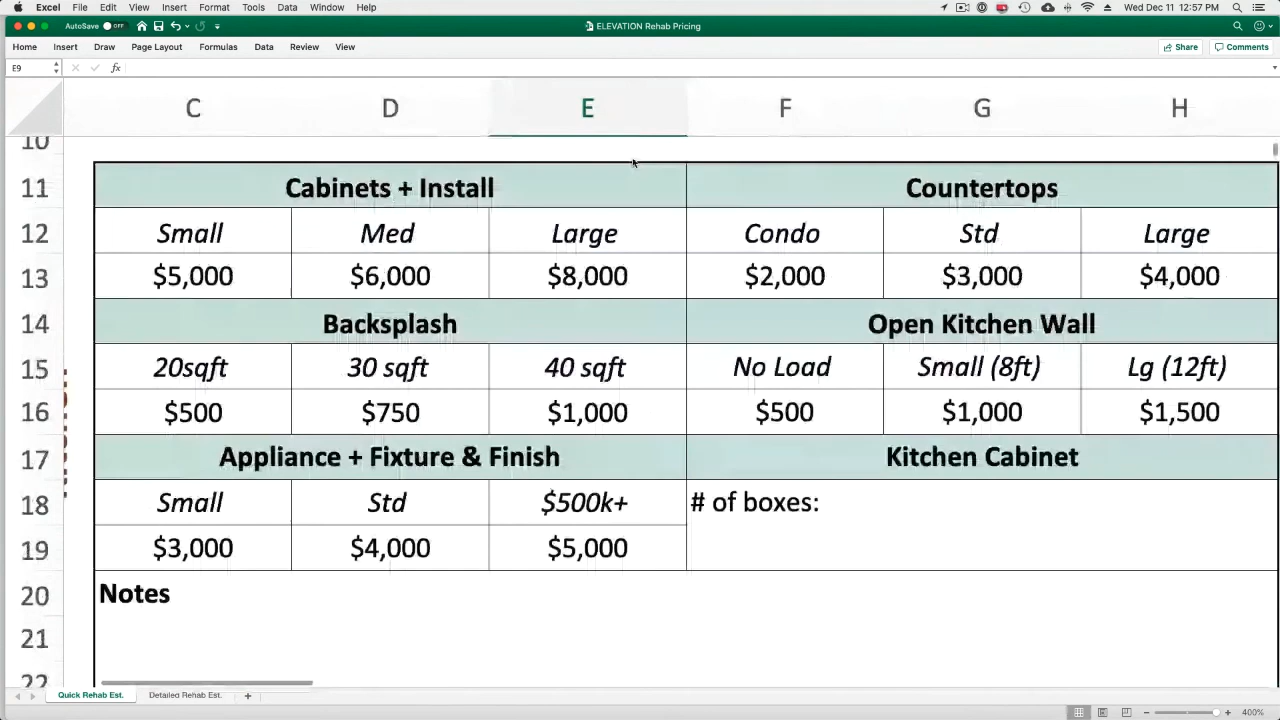 Excel File Edit View Insert Format Tools Data Window Help Wed Dec 11 12:57 PM
AutoSave OFF ELEVATION Rehab Pricing
Home Insert Draw Page Layout Formulas Data Review View Share Comments
E9 fx
C D E F G H
10
11 Cabinets + Install Countertops
12 Small Med Large Condo Std Large
13 $5,000 $6,000 $8,000 $2,000 $3,000 $4,000
14 Backsplash Open Kitchen Wall
15 20sqft 30 sqft 40 sqft No Load Small (8ft) Lg (12ft)
16 $500 $750 $1,000 $500 $1,000 $1,500
17 Appliance + Fixture & Finish Kitchen Cabinet
18 Small Std $500k+ # of boxes:
19 $3,000 $4,000 $5,000
20 Notes
21
22
Quick Rehab Est. Detailed Rehab Est. +
400%